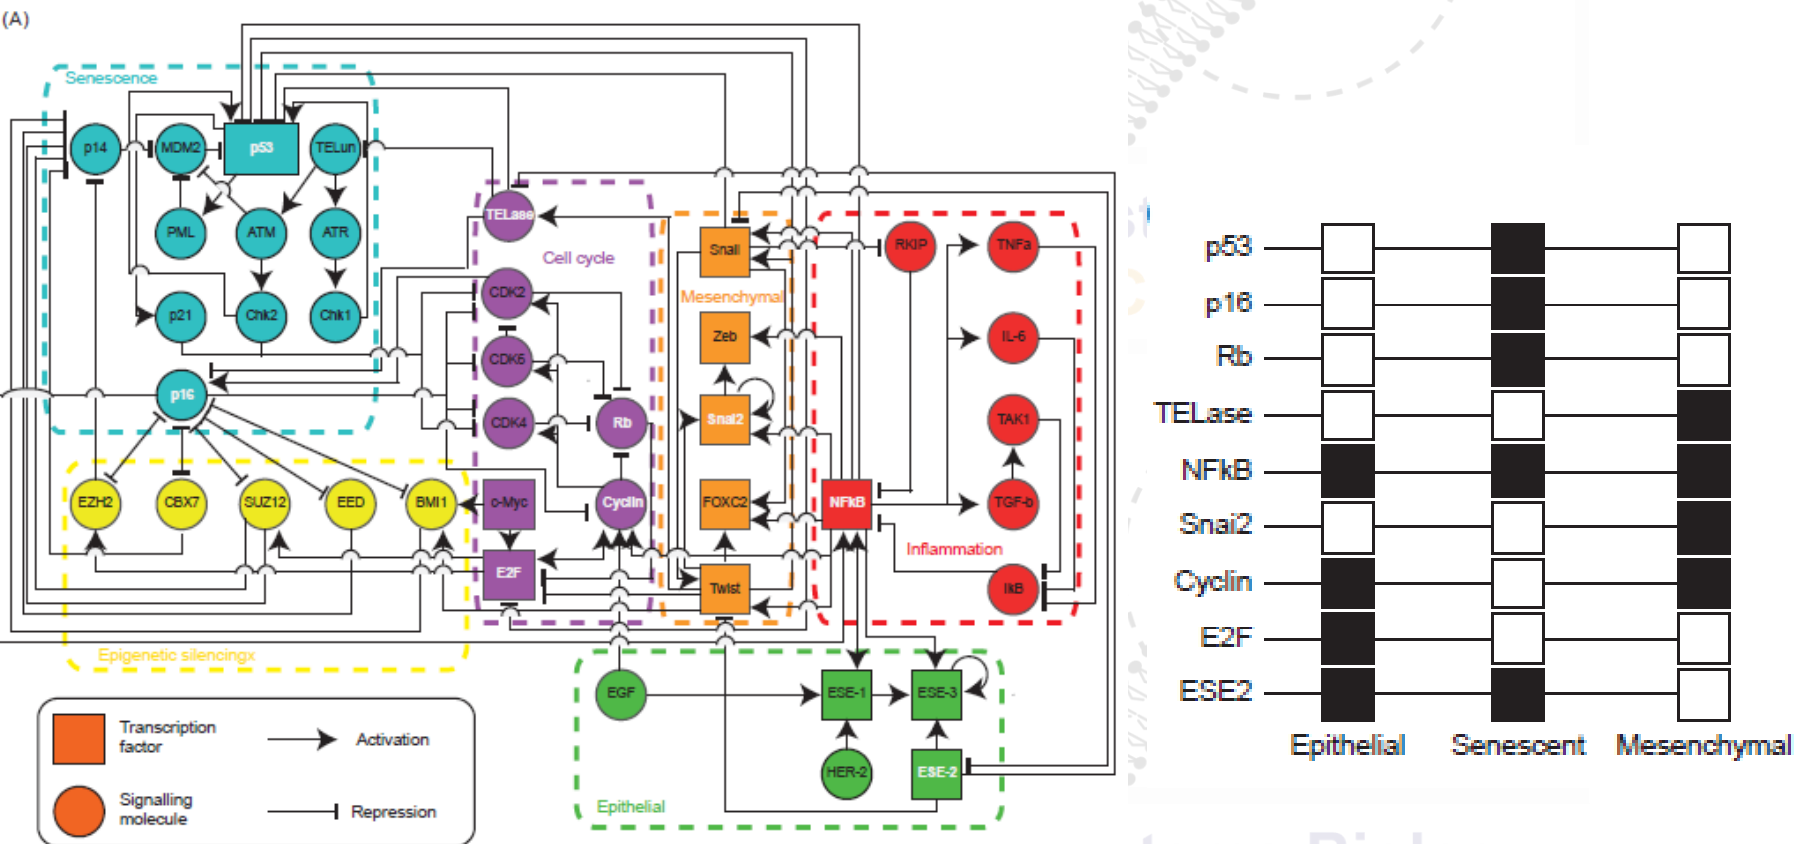 (A)
Senescence
p14
MDM2
p53
TELun
PML
ATM
ATR
p21
Chk2
Chk1
p16
TELase
Cell cycle
CDK2
CDK6
CDK4
Rb
c-Myc
Cyclin
E2F
Snail
Mesenchymal
Zeb
Snai2
FOXC2
Twist
RKIP
TNFa
IL-6
TAK1
NFkB
TGF-b
Inflammation
IkB
EZH2
CBX7
SUZ12
EED
BMI1
Epigenetic silencingx
EGF
ESE-1
ESE-3
HER-2
ESE-2
Epithelial
Transcription
factor
Activation
Signalling
molecule
Repression
p53
p16
Rb
TELase
NFkB
Snai2
Cyclin
E2F
ESE2
Epithelial Senescent Mesenchymal